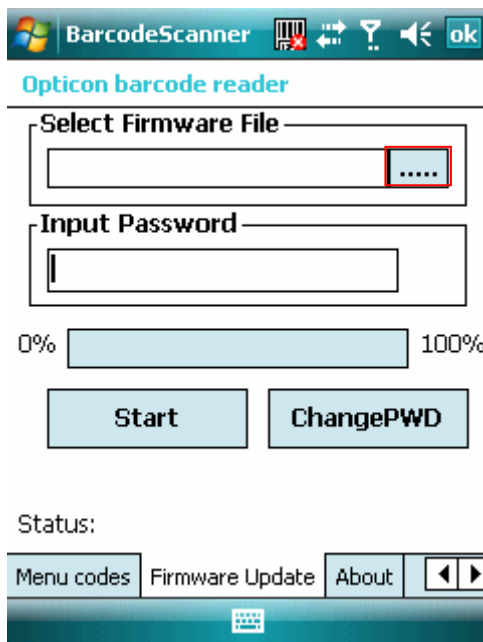 BarcodeScanner ok
Opticon barcode reader
Select Firmware File
.....
Input Password
0% 100%
Start ChangePWD
Status:
Menu codes Firmware Update About